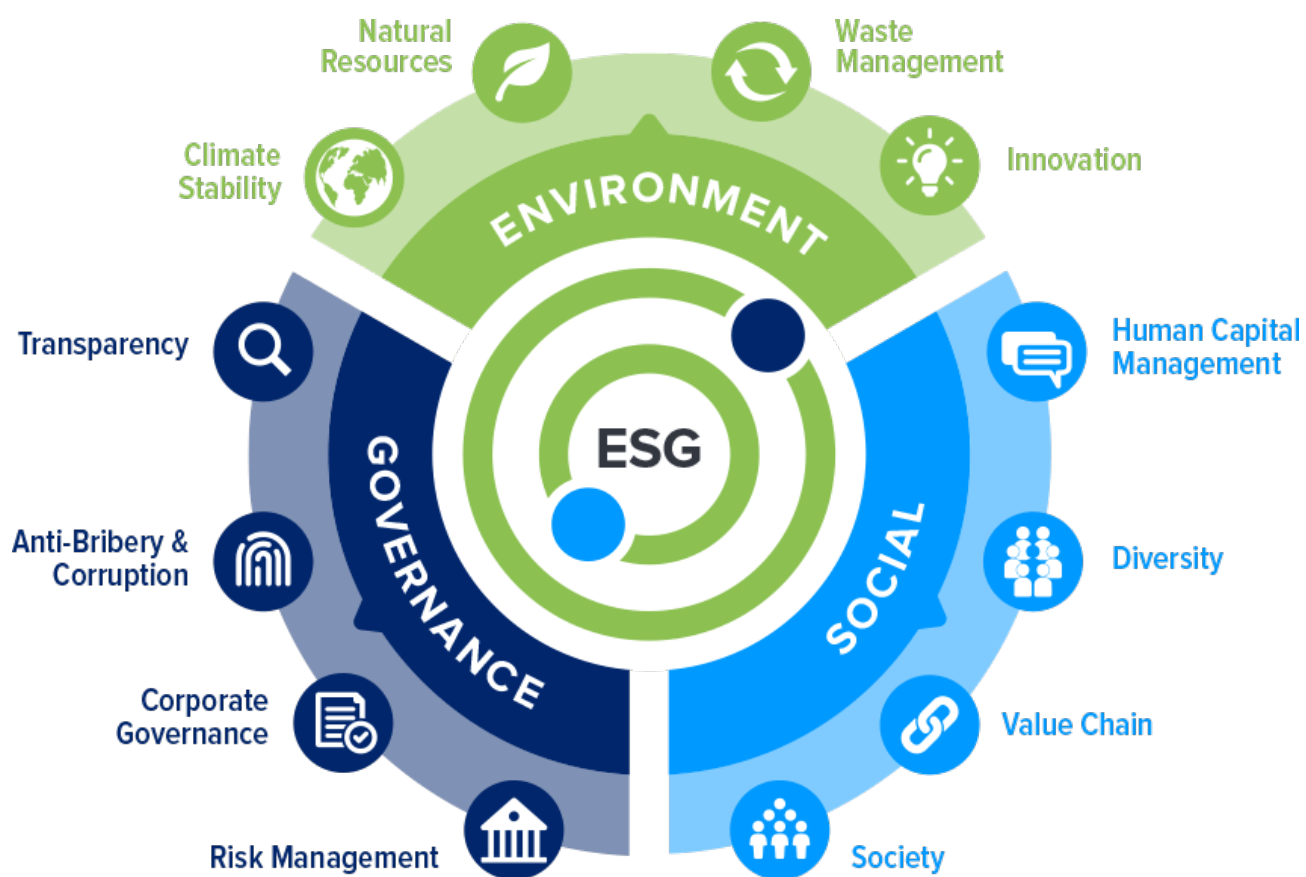 Natural
Resources
Waste
Management
Climate
Stability
Innovation
ENVIRONMENT
Transparency
Human Capital
Management
ESG
GOVERNANCE
SOCIAL
Anti-Bribery &
Corruption
Diversity
Corporate
Governance
Value Chain
Risk Management
Society